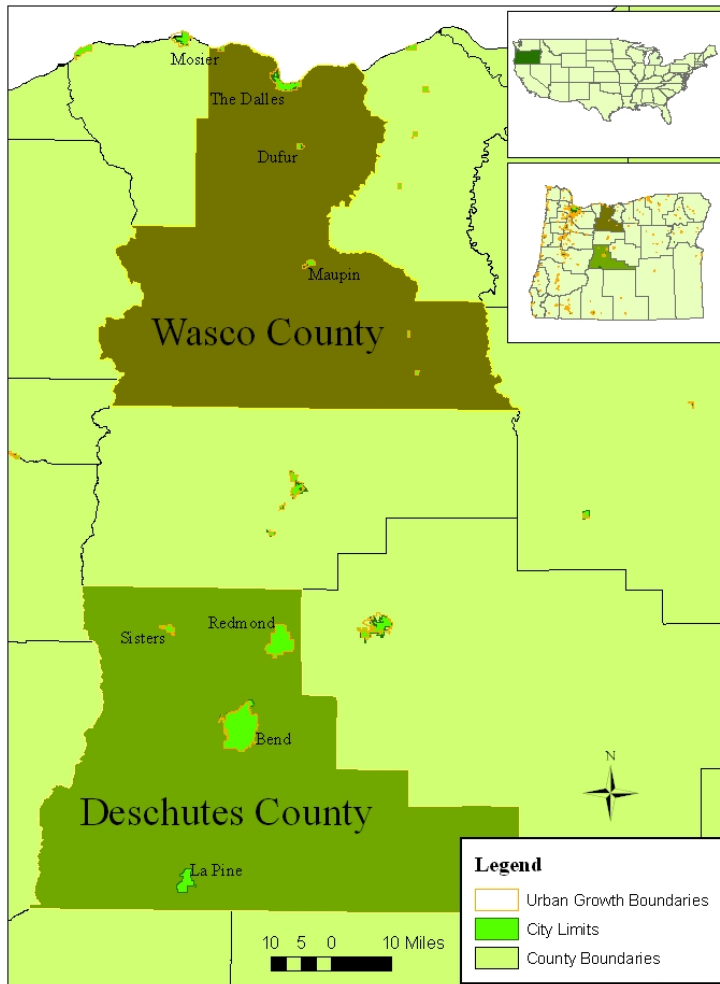 Mosier
The Dalles
Dufur
Maupin
Wasco County
Sisters
Redmond
Bend
Deschutes County
La Pine
N
Legend
Urban Growth Boundaries
City Limits
County Boundaries
10 5 0 10 Miles